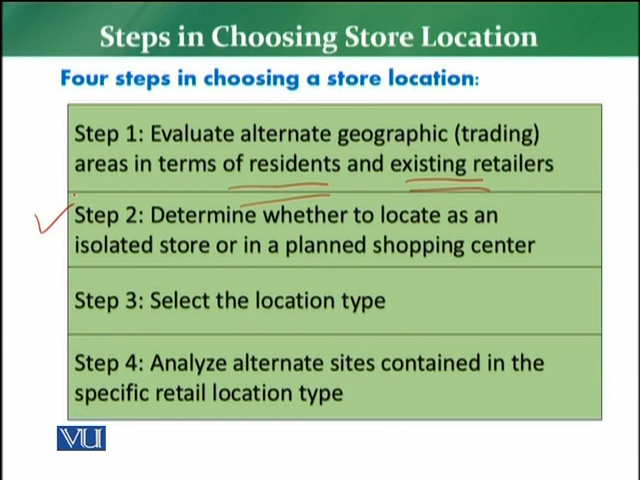 Steps in Choosing Store Location
Four steps in choosing a store location:
Step 1: Evaluate alternate geographic (trading)
areas in terms of residents and existing retailers
Step 2: Determine whether to locate as an
isolated store or in a planned shopping center
Step 3: Select the location type
Step 4: Analyze alternate sites contained in the
specific retail location type
VU